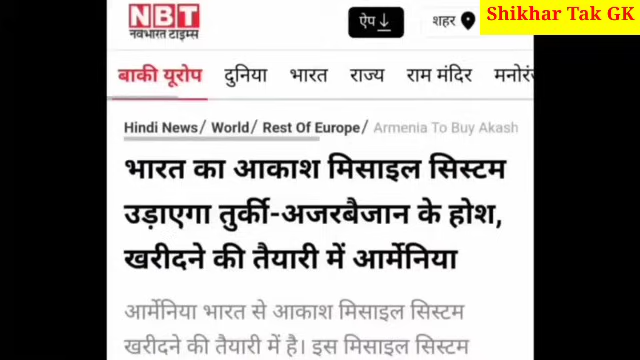 NBT
नवभारत टाइम्स
ऐप
शहर
Shikhar Tak GK
बाकी यूरोप दुनिया भारत राज्य राम मंदिर मनोरं
Hindi News/ World/ Rest Of Europe/ Armenia To Buy Akash
भारत का आकाश मिसाइल सिस्टम
उड़ाएगा तुर्की-अजरबैजान के होश,
खरीदने की तैयारी में आर्मेनिया
आर्मेनिया भारत से आकाश मिसाइल सिस्टम
खरीदने की तैयारी में है। इस मिसाइल सिस्टम